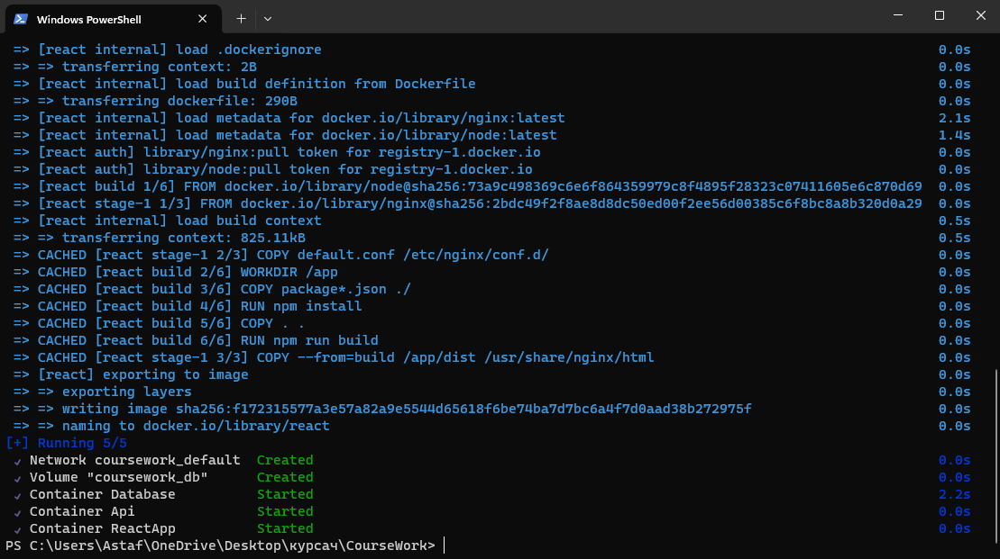 Windows PowerShell
=> [react internal] load .dockerignore 0.0s
=> => transferring context: 2B 0.0s
=> [react internal] load build definition from Dockerfile 0.0s
=> => transferring dockerfile: 290B 0.0s
=> [react internal] load metadata for docker.io/library/nginx:latest 2.1s
=> [react internal] load metadata for docker.io/library/node:latest 1.4s
=> [react auth] library/nginx:pull token for registry-1.docker.io 0.0s
=> [react auth] library/node:pull token for registry-1.docker.io 0.0s
=> [react build 1/6] FROM docker.io/library/node@sha256:73a9c498369c6e6f864359979c8f4895f28323c07411605e6c870d69 0.0s
=> [react stage-1 1/3] FROM docker.io/library/nginx@sha256:2bdc49f2f8ae8d8dc50ed00f2ee56d00385c6f8bc8a8b320d0a29 0.0s
=> [react internal] load build context 0.5s
=> => transferring context: 825.11kB 0.5s
=> CACHED [react stage-1 2/3] COPY default.conf /etc/nginx/conf.d/ 0.0s
=> CACHED [react build 2/6] WORKDIR /app 0.0s
=> CACHED [react build 3/6] COPY package*.json ./ 0.0s
=> CACHED [react build 4/6] RUN npm install 0.0s
=> CACHED [react build 5/6] COPY . . 0.0s
=> CACHED [react build 6/6] RUN npm run build 0.0s
=> CACHED [react stage-1 3/3] COPY --from=build /app/dist /usr/share/nginx/html 0.0s
=> [react] exporting to image 0.0s
=> => exporting layers 0.0s
=> => writing image sha256:f172315577a3e57a82a9e5544d65618f6be74ba7d7bc6a4f7d0aad38b272975f 0.0s
=> => naming to docker.io/library/react 0.0s
[+] Running 5/5
✓ Network coursework_default Created 0.0s
✓ Volume "coursework_db" Created 0.0s
✓ Container Database Started 2.2s
✓ Container Api Started 0.0s
✓ Container ReactApp Started 0.0s
PS C:\Users\Astaf\OneDrive\Desktop\курсач\CourseWork>